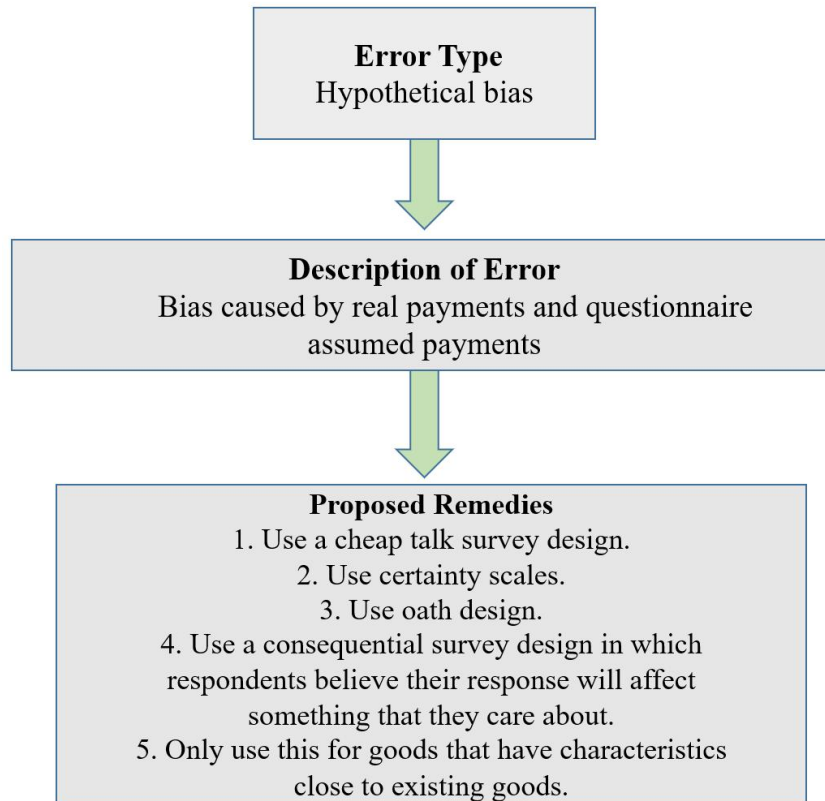 Error Type
Hypothetical bias
Description of Error
Bias caused by real payments and questionnaire
assumed payments
Proposed Remedies
1. Use a cheap talk survey design.
2. Use certainty scales.
3. Use oath design.
4. Use a consequential survey design in which
respondents believe their response will affect
something that they care about.
5. Only use this for goods that have characteristics
close to existing goods.